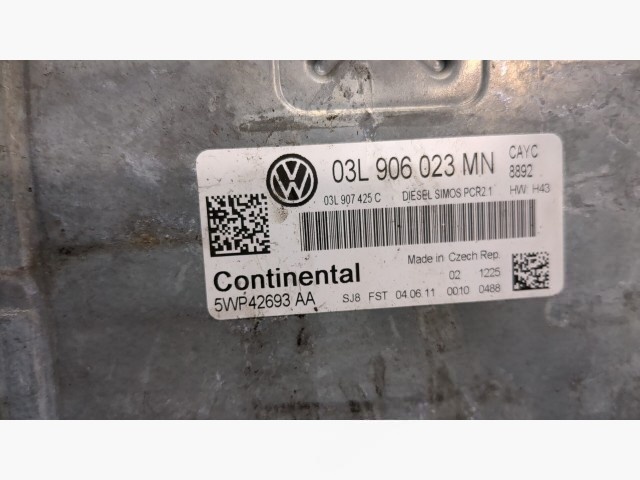 03L 906 023 MN CAYC
8892
03L 907 425 C DIESEL SIMOS PCR2.1 HW: H43
Made in Czech Rep.
Continental 02 1225
5WP42693 AA SJ8 FST 04.06.11 0010 0488